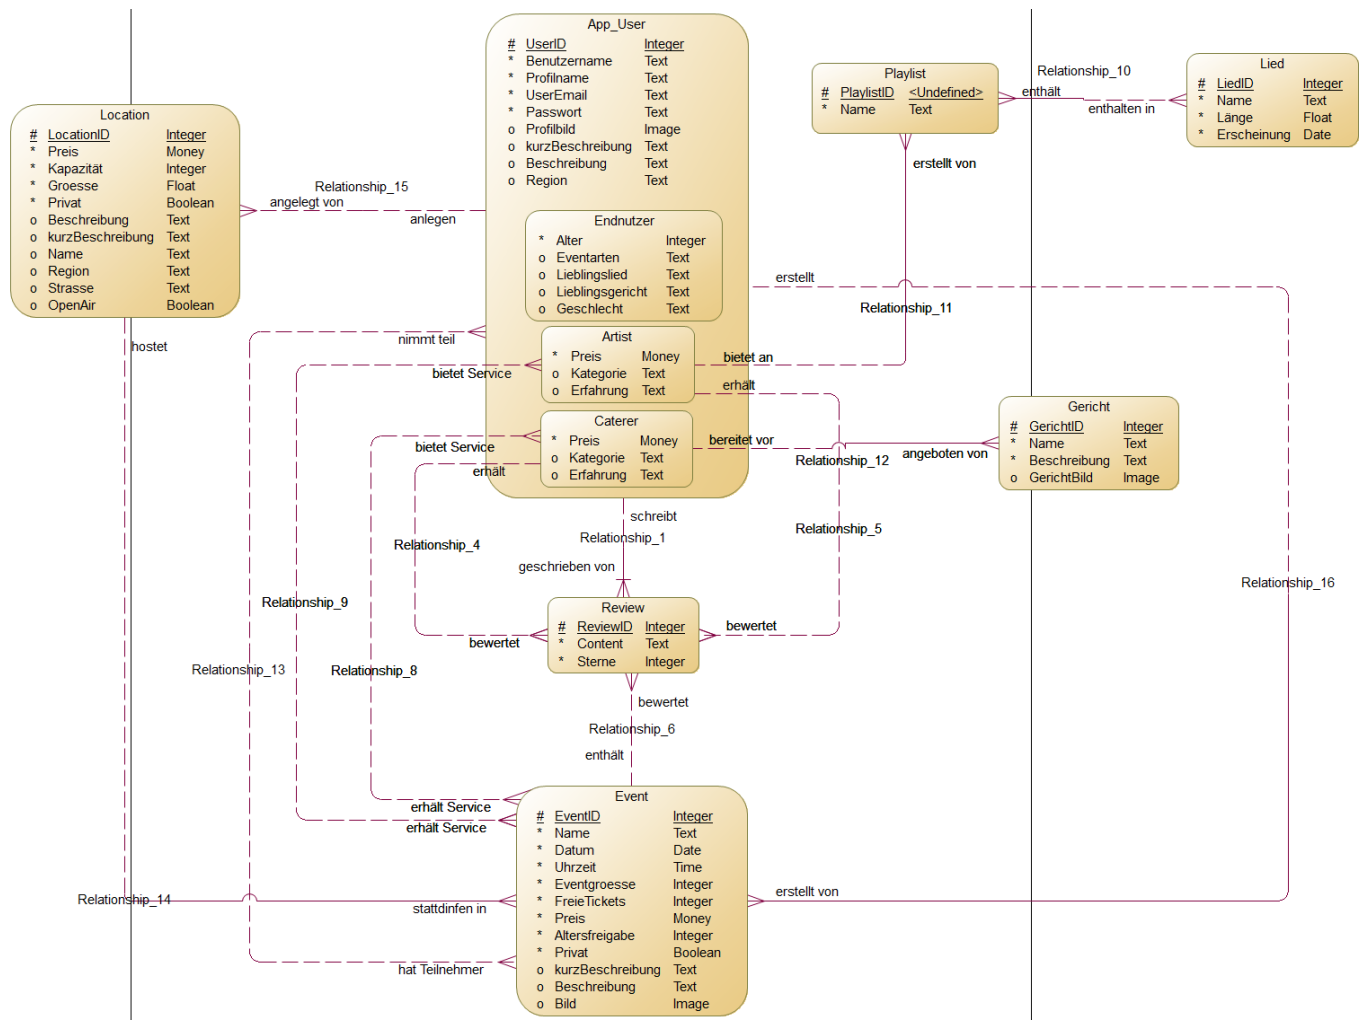 App_User
# UserID Integer
* Benutzername Text
* Profilname Text
* UserEmail Text
* Passwort Text
o Profilbild Image
o kurzBeschreibung Text
o Beschreibung Text
o Region Text
Endnutzer
* Alter Integer
o Eventarten Text
o Lieblingslied Text
o Lieblingsgericht Text
o Geschlecht Text
Artist
* Preis Money
o Kategorie Text
o Erfahrung Text
Caterer
* Preis Money
o Kategorie Text
o Erfahrung Text
Playlist
# PlaylistID <Undefined>
* Name Text
Relationship_10
enthält
enthalten in
Lied
# LiedID Integer
* Name Text
* Länge Float
* Erscheinung Date
Location
# LocationID Integer
* Preis Money
* Kapazität Integer
* Groesse Float
* Privat Boolean
o Beschreibung Text
o kurzBeschreibung Text
o Name Text
o Region Text
o Strasse Text
o OpenAir Boolean
Relationship_15
angelegt von
anlegen
erstellt von
erstellt
Relationship_11
hostet
nimmt teil
bietet Service
bietet an
erhält
bietet Service
erhält
bereitet vor
Relationship_12
angeboten von
Gericht
# GerichtID Integer
* Name Text
* Beschreibung Text
o GerichtBild Image
schreibt
Relationship_1
geschrieben von
Relationship_4
Relationship_5
Relationship_9
Relationship_16
Review
# ReviewID Integer
* Content Text
* Sterne Integer
bewertet
bewertet
Relationship_13
Relationship_8
bewertet
Relationship_6
enthält
erhält Service
erhält Service
Event
# EventID Integer
* Name Text
* Datum Date
* Uhrzeit Time
* Eventgroesse Integer
* FreieTickets Integer
* Preis Money
* Altersfreigabe Integer
* Privat Boolean
o kurzBeschreibung Text
o Beschreibung Text
o Bild Image
Relationship_14
stattdinfen in
erstellt von
hat Teilnehmer